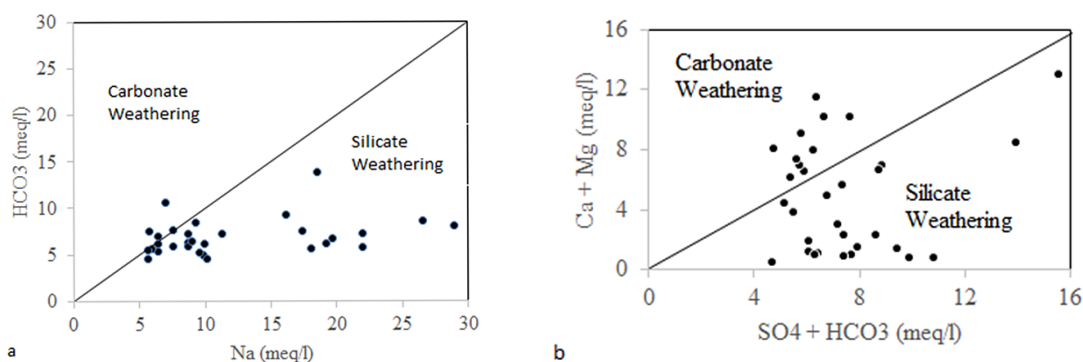 30
25
20
15
10
5
0
HCO3 (meq/l)
Carbonate
Weathering
Silicate
Weathering
0
5
10
15
20
25
30
Na (meq/l)
a
16
12
8
4
0
Ca + Mg (meq/l)
Carbonate
Weathering
Silicate
Weathering
0
4
8
12
16
SO4 + HCO3 (meq/l)
b